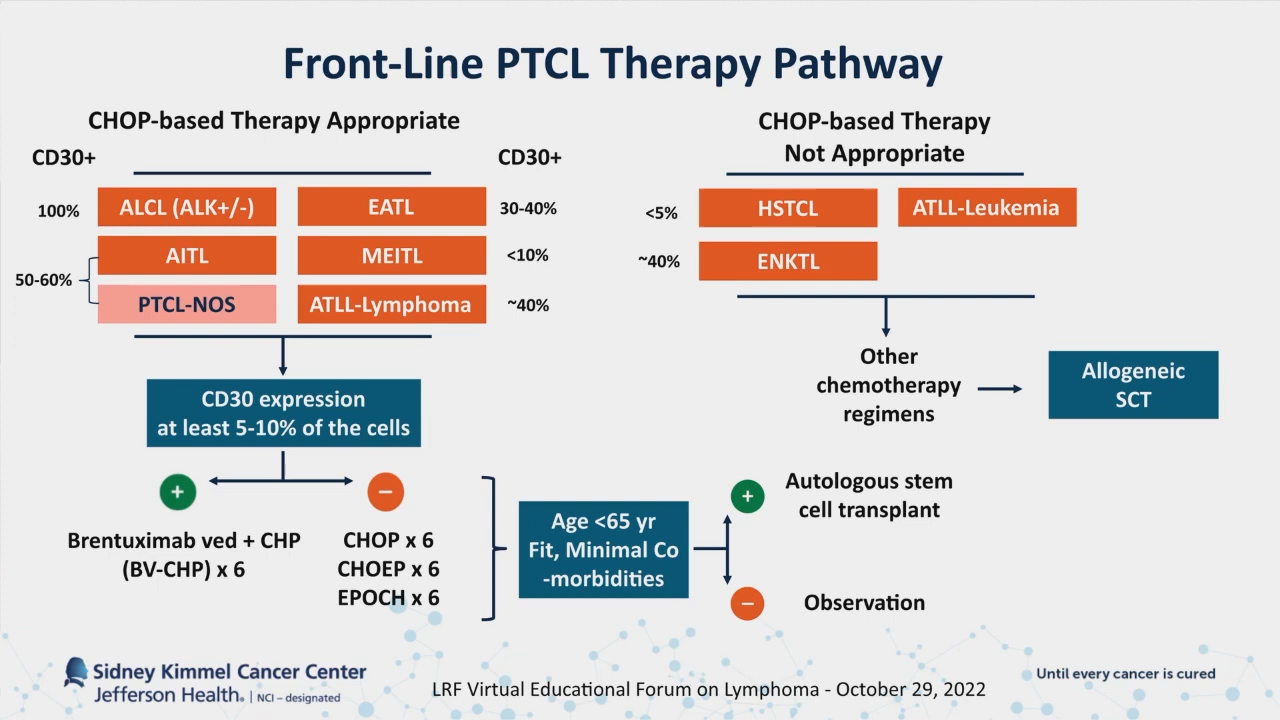 Front-Line PTCL Therapy Pathway
CHOP-based Therapy Appropriate
CD30+
CD30+
100%
ALCL (ALK+/-)
EATL
30-40%
AITL
MEITL
<10%
50-60%
PTCL-NOS
ATLL-Lymphoma
~40%
CD30 expression
at least 5-10% of the cells
+
−
Brentuximab ved + CHP
(BV-CHP) x 6
CHOP x 6
CHOEP x 6
EPOCH x 6
Age <65 yr
Fit, Minimal Co
-morbidities
+
Autologous stem
cell transplant
−
Observation
CHOP-based Therapy
Not Appropriate
<5%
HSTCL
ATLL-Leukemia
~40%
ENKTL
Other
chemotherapy
regimens
Allogeneic
SCT
Sidney Kimmel Cancer Center
Jefferson Health. | NCI – designated
LRF Virtual Educational Forum on Lymphoma - October 29, 2022
Until every cancer is cured